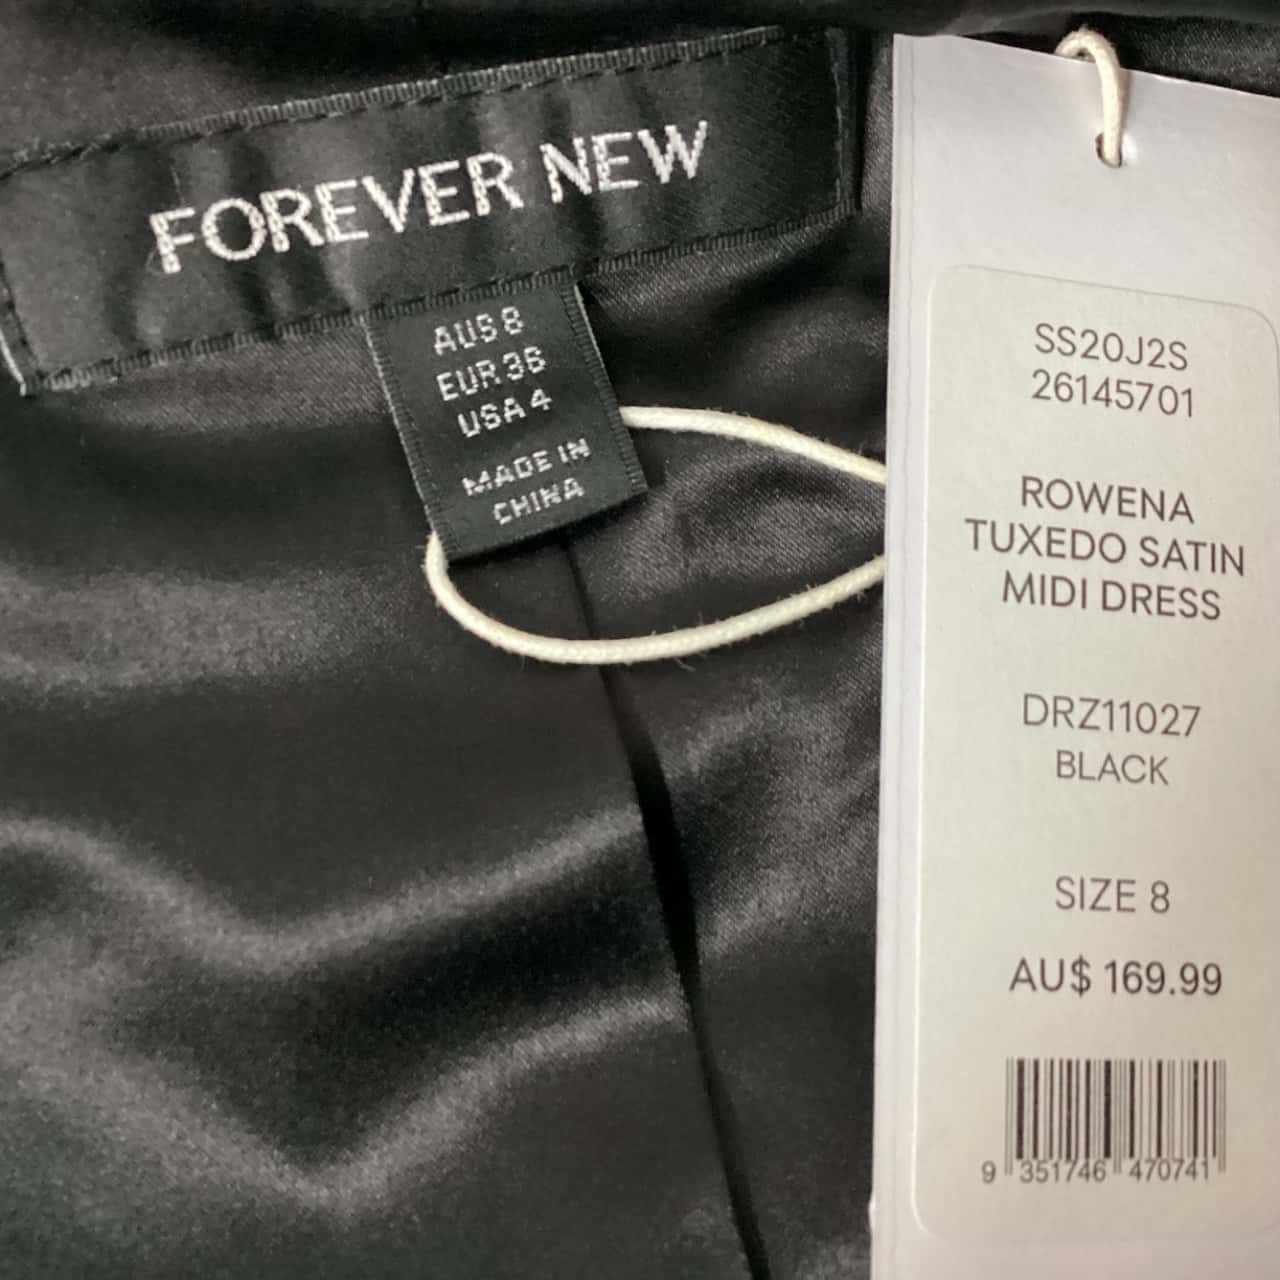 FOREVER NEW
AUS 8
EUR 36
USA 4
MADE IN
CHINA
SS20J2S
26145701
ROWENA
TUXEDO SATIN
MIDI DRESS
DRZ11027
BLACK
SIZE 8
AU$ 169.99
9 351746 470741